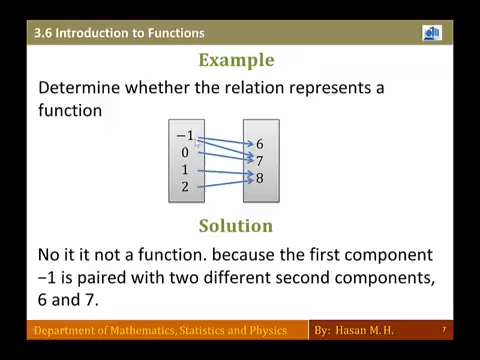 3.6 Introduction to Functions
Example
Determine whether the relation represents a
function
−1
0
1
2
6
7
8
Solution
No it it not a function. because the first component
−1 is paired with two different second components,
6 and 7.
Department of Mathematics, Statistics and Physics
By: Hasan M. H.
7